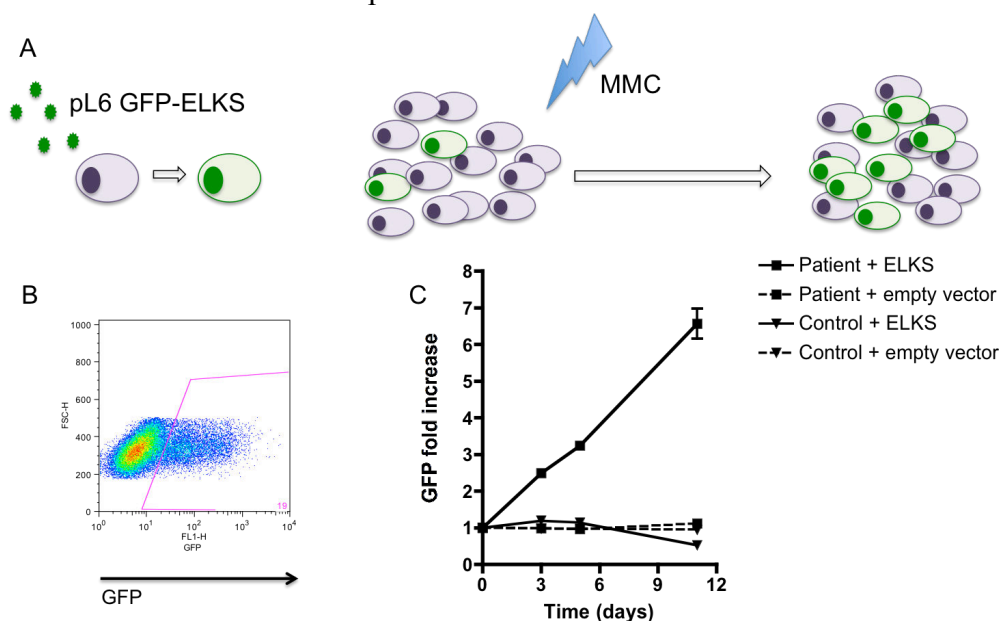 A
pL6 GFP-ELKS
MMC
B
1000
800
600
400
200
0
FSC-H
10⁰ 10¹ 10² 10³ 10⁴
19
FL1-H
GFP
GFP
C
8
7
6
5
4
3
2
1
0
GFP fold increase
0 3 6 9 12
Time (days)
Patient + ELKS
Patient + empty vector
Control + ELKS
Control + empty vector